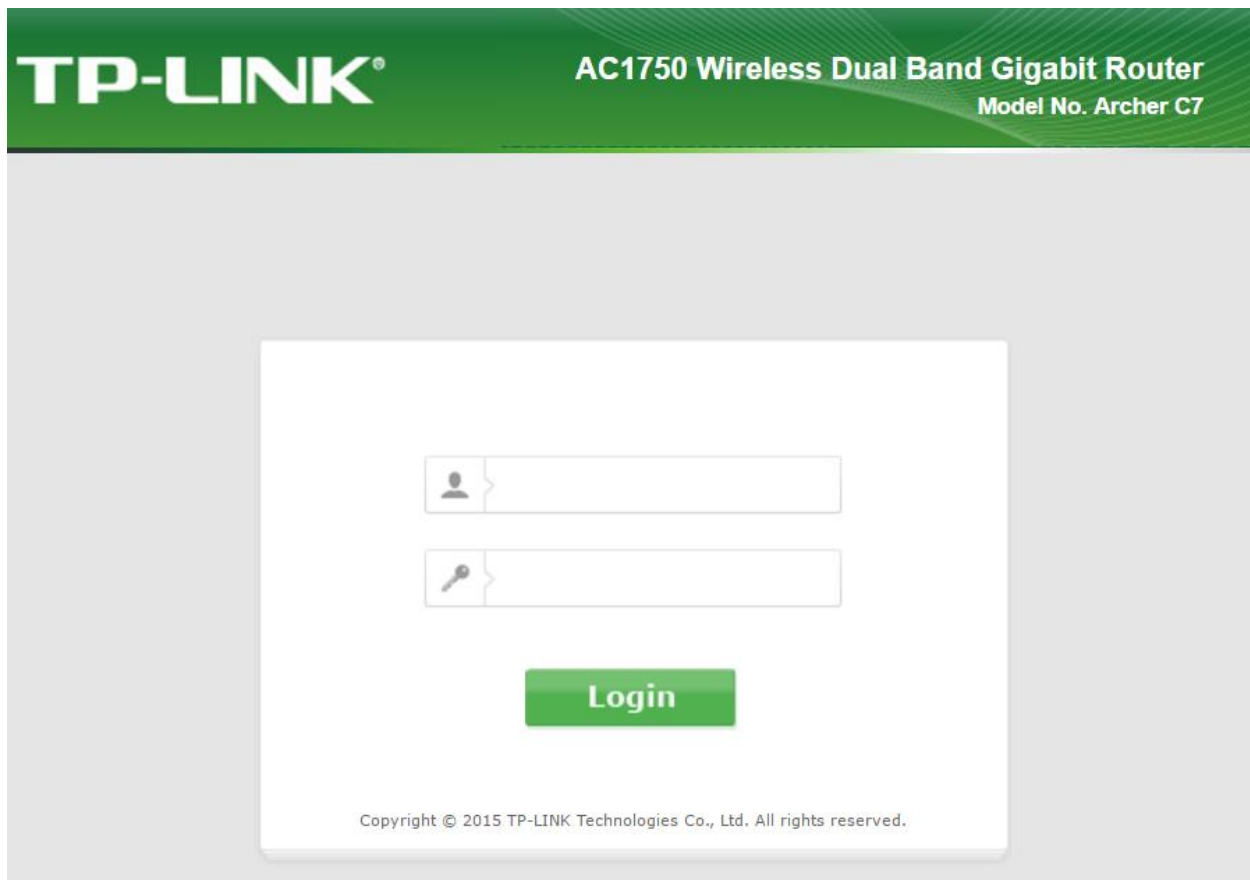 TP-LINK®
AC1750 Wireless Dual Band Gigabit Router
Model No. Archer C7
Login
Copyright © 2015 TP-LINK Technologies Co., Ltd. All rights reserved.